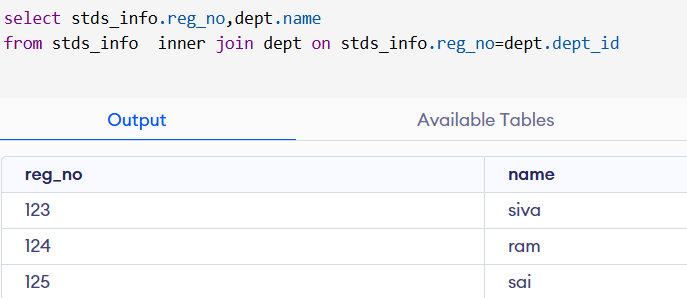 select stds_info.reg_no,dept.name
from stds_info  inner join dept on stds_info.reg_no=dept.dept_id
Output Available Tables
reg_no name
123 siva
124 ram
125 sai